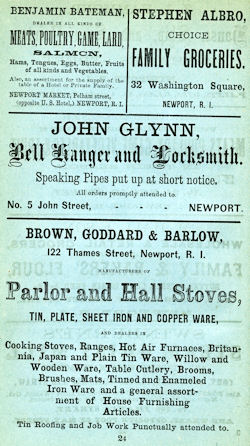 BENJAMIN BATEMAN,
DEALER IN ALL KINDS OF
MEATS, POULTRY, GAME, LARD,
SALMON,
Hams, Tongues, Eggs, Butter, Fruits
of all kinds and Vegetables.
Also, an assortment for the supply of the
table of a Hotel or Private Family.
NEWPORT MARKET, Pelham street,
(opposite U. S. Hotel,) NEWPORT, R. I.
STEPHEN ALBRO,
CHOICE
FAMILY GROCERIES.
32 Washington Square,
NEWPORT, R. I.
JOHN GLYNN,
Bell Hanger and Locksmith.
Speaking Pipes put up at short notice.
All orders promptly attended to.
No. 5 John Street, NEWPORT.
BROWN, GODDARD & BARLOW,
122 Thames Street, Newport, R. I.
MANUFACTURERS OF
Parlor and Hall Stoves,
TIN, PLATE, SHEET IRON AND COPPER WARE,
AND DEALERS IN
Cooking Stoves, Ranges, Hot Air Furnaces, Britan-
nia, Japan and Plain Tin Ware, Willow and
Wooden Ware, Table Cutlery, Brooms,
Brushes, Mats, Tinned and Enameled
Iron Ware and a general assort-
ment of House Furnishing
Articles.
Tin Roofing and Job Work Punctually attended to.
24